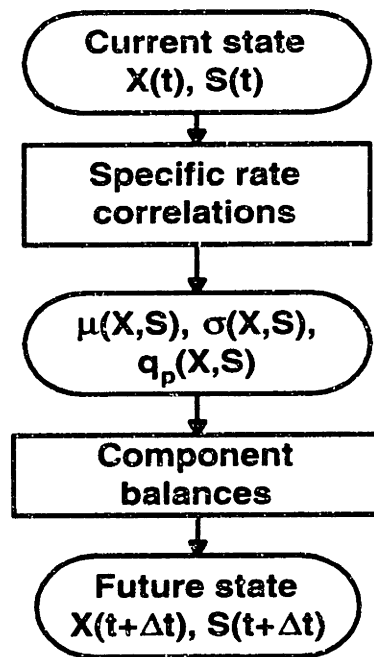 Current state
X(t), S(t)
Specific rate
correlations
μ(X,S), σ(X,S),
qₚ(X,S)
Component
balances
Future state
X(t+Δt), S(t+Δt)